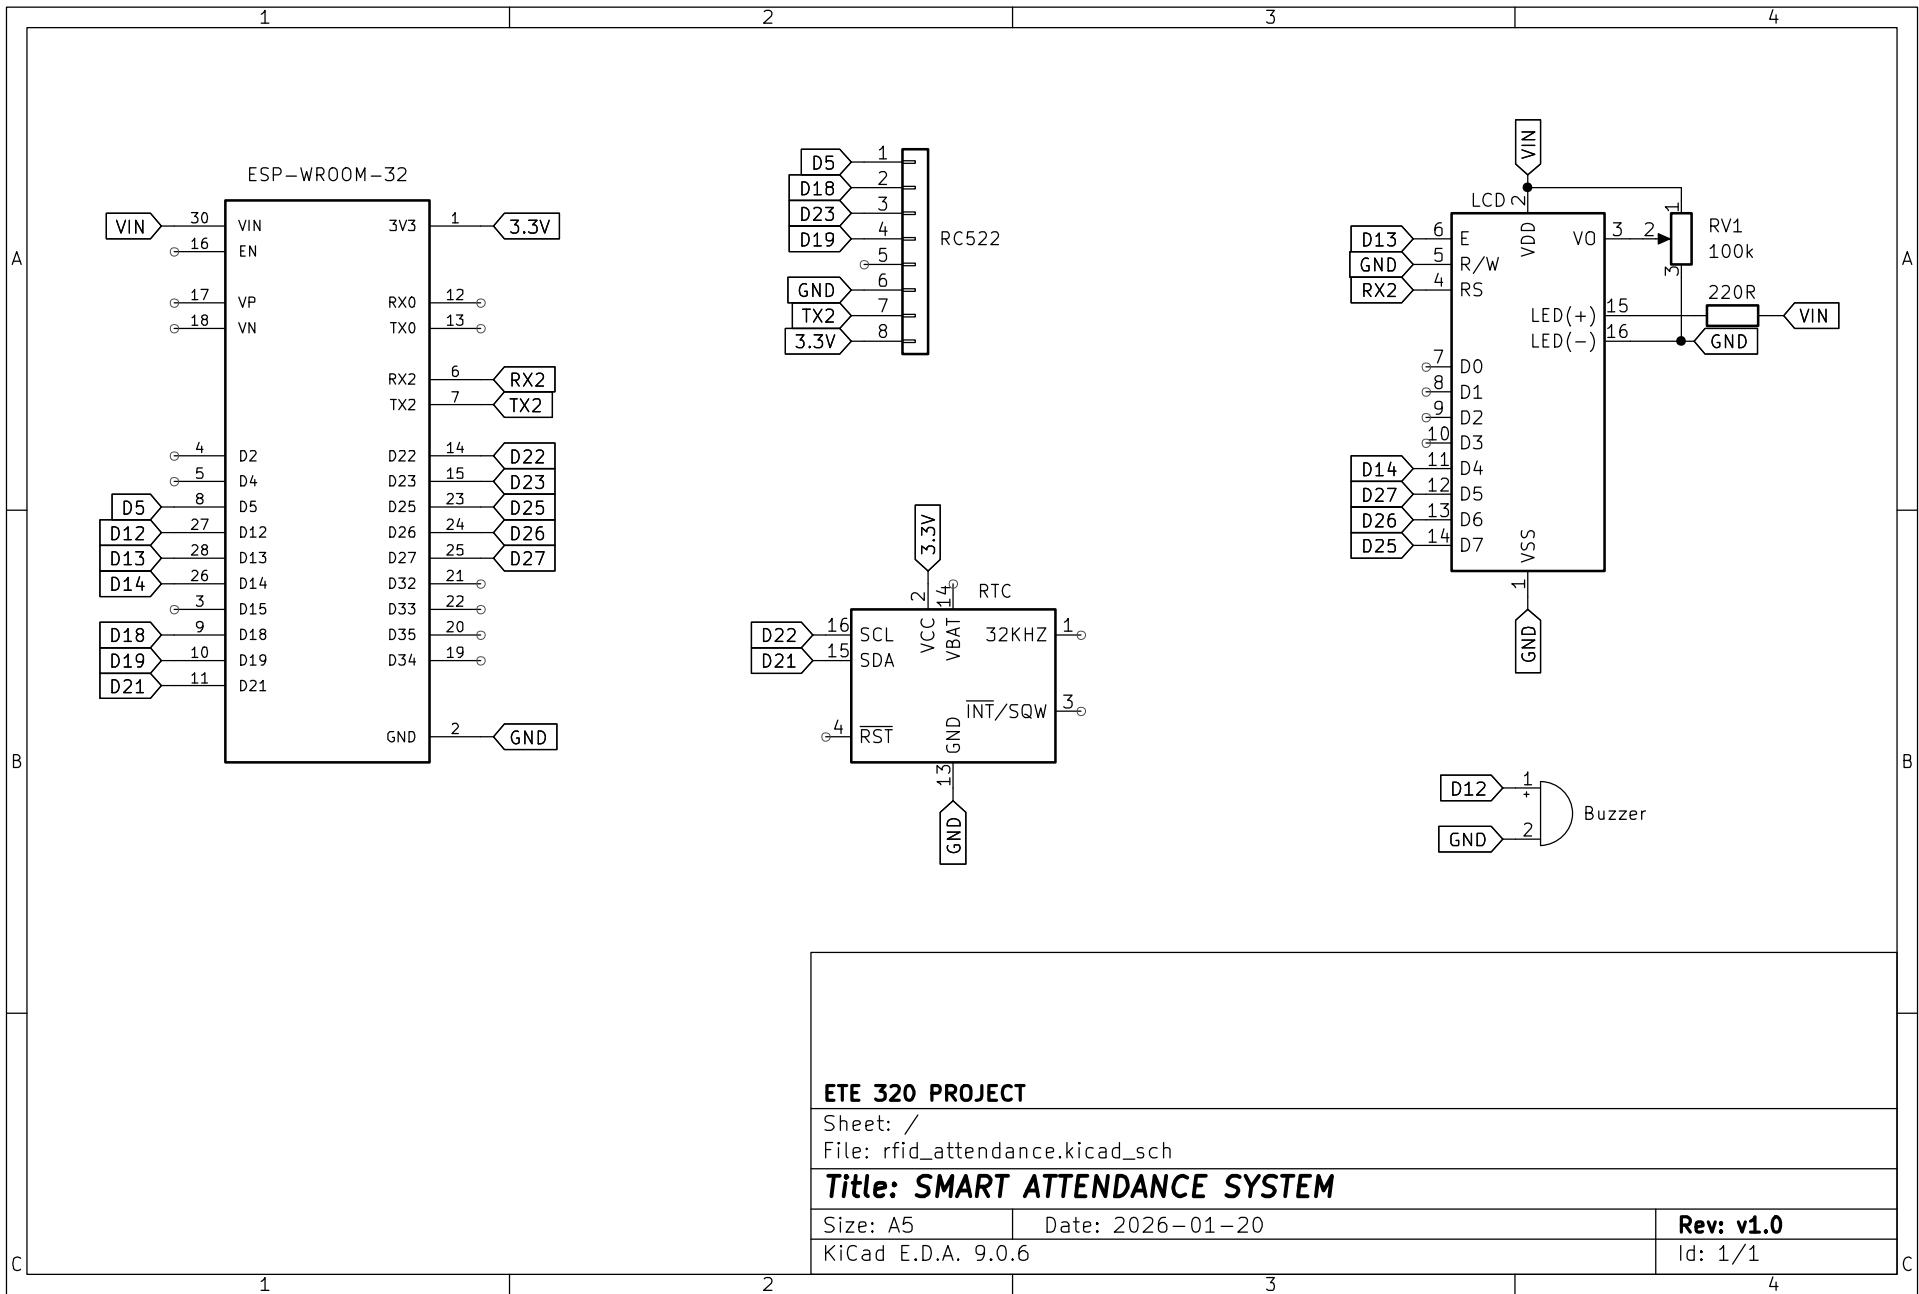 1 2 3 4
A A
B B
C C
1 2 3 4
ESP-WROOM-32
VIN 30 VIN
16 EN
17 VP
18 VN
4 D2
5 D4
D5 8 D5
D12 27 D12
D13 28 D13
D14 26 D14
3 D15
D18 9 D18
D19 10 D19
D21 11 D21
3V3 1 3.3V
RX0 12
TX0 13
RX2 6 RX2
TX2 7 TX2
D22 14 D22
D23 15 D23
D25 23 D25
D26 24 D26
D27 25 D27
D32 21
D33 22
D35 20
D34 19
GND 2 GND
D5 1
D18 2
D23 3
D19 4
5
GND 6
TX2 7
3.3V 8
RC522
3.3V
2 14 RTC
VCC VBAT
D22 16 SCL
D21 15 SDA
4 RST
32KHZ 1
INT/SQW 3
GND
13
GND
VIN
LCD 2
VDD
D13 6 E
GND 5 R/W
RX2 4 RS
7 D0
8 D1
9 D2
10 D3
D14 11 D4
D27 12 D5
D26 13 D6
D25 14 D7
VO 3 2
1
3
RV1
100k
220R
LED(+) 15 VIN
LED(-) 16 GND
VSS
1
GND
D12 1
+
GND 2
Buzzer
ETE 320 PROJECT
Sheet: /
File: rfid_attendance.kicad_sch
Title: SMART ATTENDANCE SYSTEM
Size: A5 Date: 2026-01-20 Rev: v1.0
KiCad E.D.A. 9.0.6 Id: 1/1